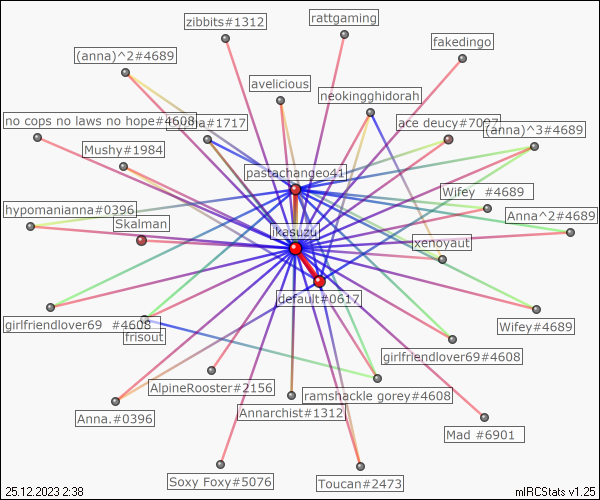 zibbits#1312
rattgaming
fakedingo
(anna)^2#4689
avelicious
neokingghidorah
no cops no laws no hope#4608
#1717
ace deucy#7097
(anna)^3#4689
Mushy#1984
pastachangeo41
Wifey #4689
hypomaniana#0396
Skalman
Anna^2#4689
ikasuzu
xenoyaut
default#0617
girlfriendlover69 #4608
frisout
Wifey#4689
girlfriendlover69#4608
AlpineRooster#2156
ramshackle gorey#4608
Anna.#0396
Annarchist#1312
Mad #6901
Soxy Foxy#5076
Toucan#2473
25.12.2023 2:38
mIRCStats v1.25